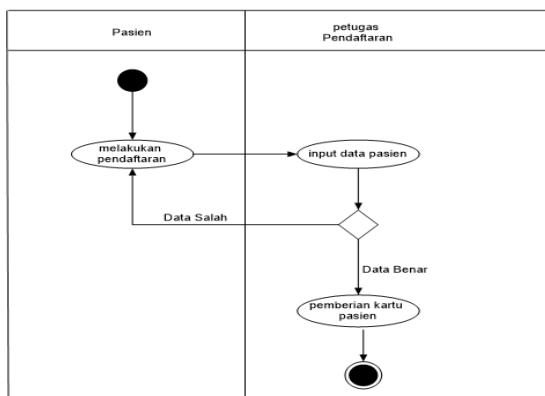 Pasien
petugas
Pendaftaran
melakukan
pendaftaran
input data pasien
Data Salah
Data Benar
pemberian kartu
pasien